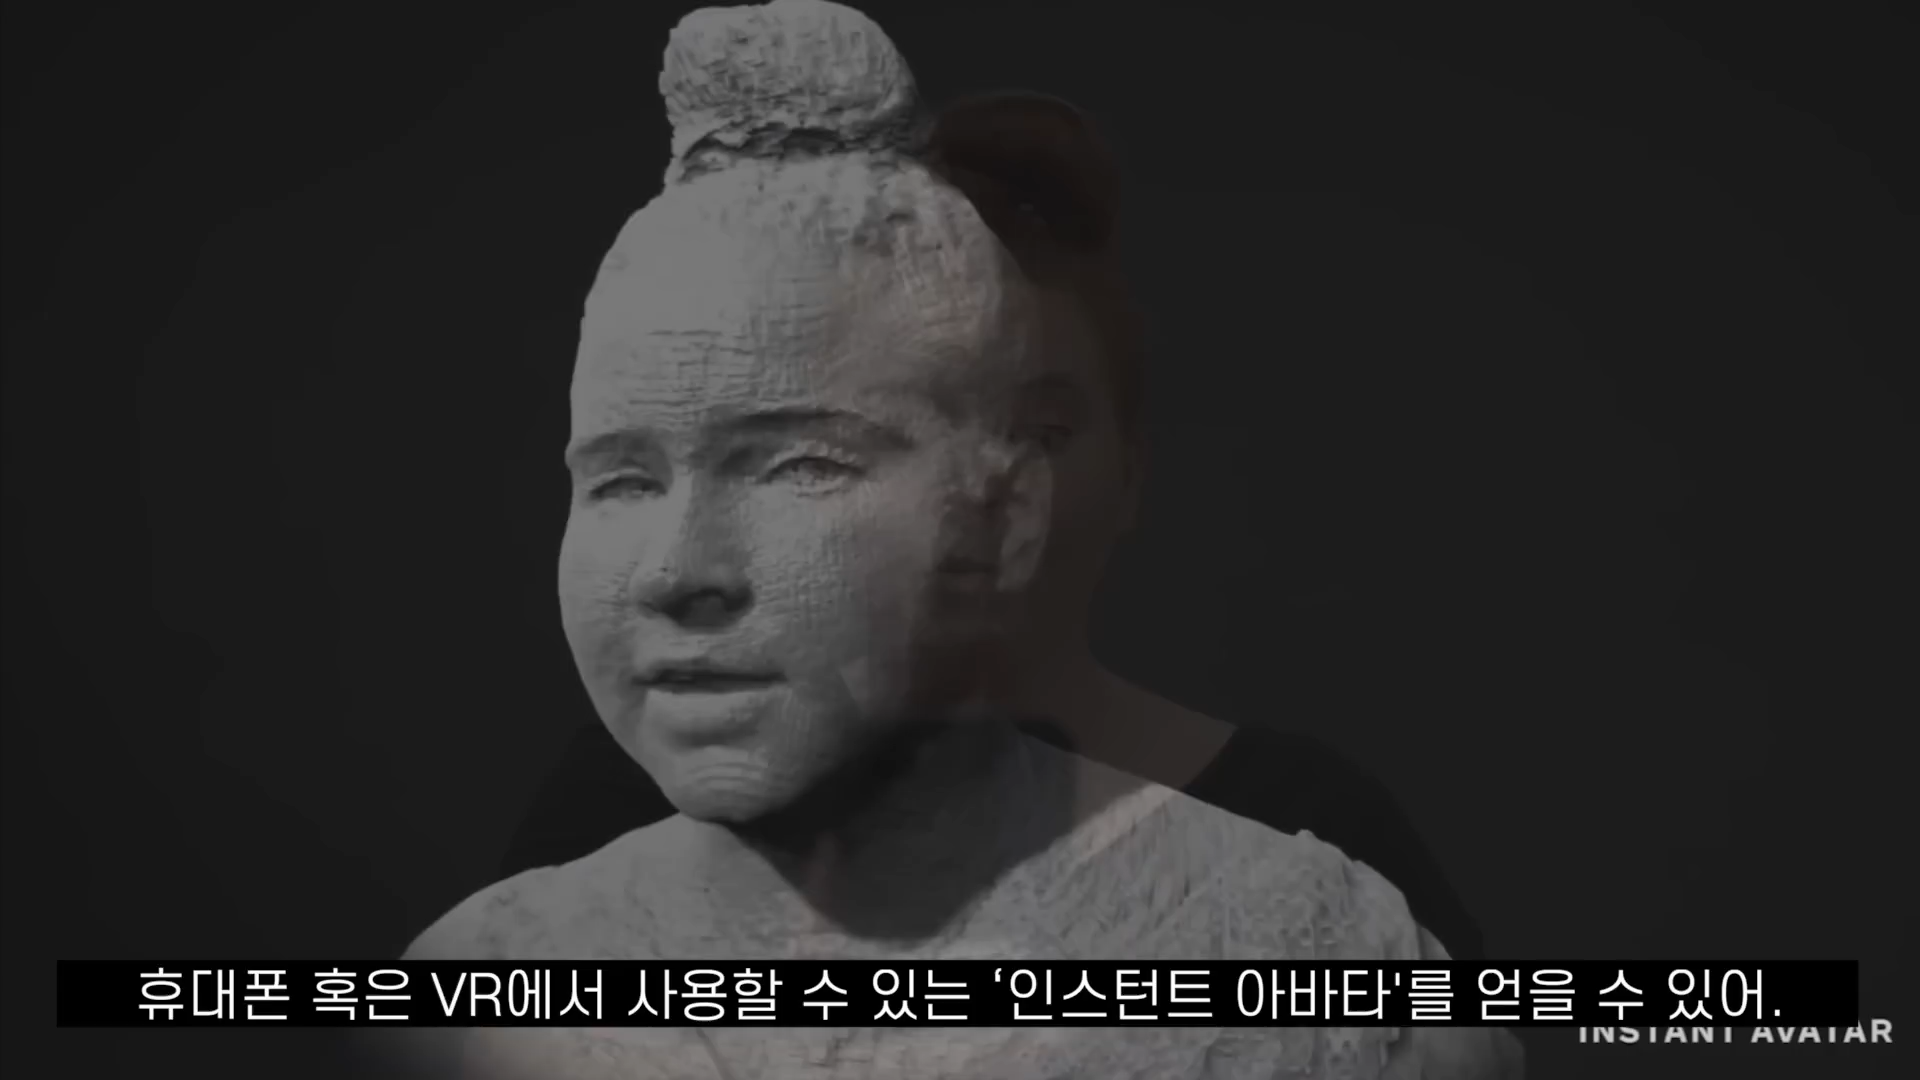 휴대폰 혹은 VR에서 사용할 수 있는 ‘인스턴트 아바타'를 얻을 수 있어.
INSTANT AVATAR